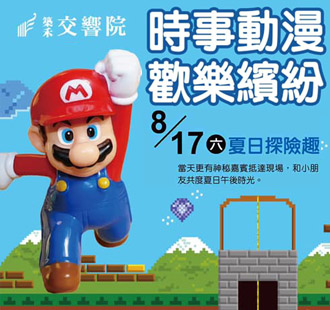 築禾 交響院
時事動漫
歡樂繽紛
8/17 六 夏日探險趣
當天更有神秘嘉賓抵達現場，和小朋
友共度夏日午後時光。
M